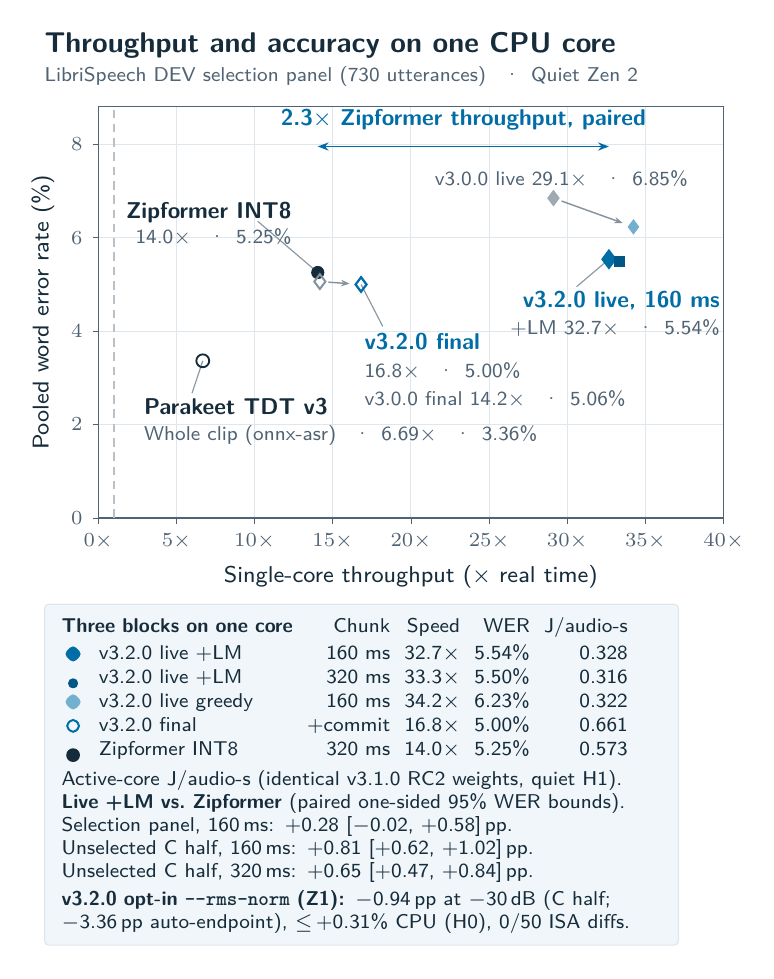 Throughput and accuracy on one CPU core
LibriSpeech DEV selection panel (730 utterances) · Quiet Zen 2
2.3× Zipformer throughput, paired
v3.0.0 live 29.1× · 6.85%
Zipformer INT8
14.0× · 5.25%
v3.2.0 live, 160 ms
+LM 32.7× · 5.54%
v3.2.0 final
16.8× · 5.00%
v3.0.0 final 14.2× · 5.06%
Parakeet TDT v3
Whole clip (onnx-asr) · 6.69× · 3.36%
Pooled word error rate (%)
8
6
4
2
0
0× 5× 10× 15× 20× 25× 30× 35× 40×
Single-core throughput (× real time)
Three blocks on one core Chunk Speed WER J/audio-s
v3.2.0 live +LM 160 ms 32.7× 5.54% 0.328
v3.2.0 live +LM 320 ms 33.3× 5.50% 0.316
v3.2.0 live greedy 160 ms 34.2× 6.23% 0.322
v3.2.0 final +commit 16.8× 5.00% 0.661
Zipformer INT8 320 ms 14.0× 5.25% 0.573
Active-core J/audio-s (identical v3.1.0 RC2 weights, quiet H1).
Live +LM vs. Zipformer (paired one-sided 95% WER bounds).
Selection panel, 160 ms: +0.28 [−0.02, +0.58] pp.
Unselected C half, 160 ms: +0.81 [+0.62, +1.02] pp.
Unselected C half, 320 ms: +0.65 [+0.47, +0.84] pp.
v3.2.0 opt-in --rms-norm (Z1): −0.94 pp at −30 dB (C half;
−3.36 pp auto-endpoint), ≤ +0.31% CPU (H0), 0/50 ISA diffs.